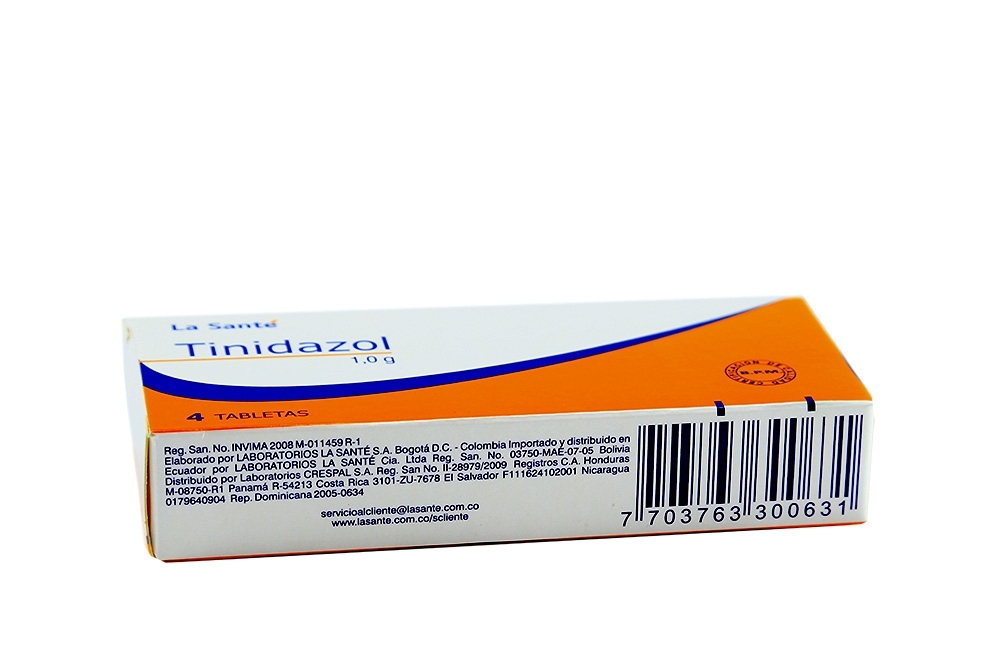 La Santé
Tinidazol
1,0 g
4 TABLETAS
CERTIFICACIÓN DE CALIDAD
B.P.M.
Reg. San. No. INVIMA 2008 M-011459 R-1
Elaborado por LABORATORIOS LA SANTÉ S.A. Bogotá D.C. - Colombia Importado y distribuido en
Ecuador por LABORATORIOS LA SANTÉ Cia. Ltda Reg. San. No. 03750-MAE-07-05 Bolivia
Distribuido por Laboratorios CRESPAL S.A. Reg. San No. II-28979/2009 Registros C.A. Honduras
M-08750-R1 Panamá R-54213 Costa Rica 3101-ZU-7678 El Salvador F111624102001 Nicaragua
0179640904 Rep. Dominicana 2005-0634
servicioalcliente@lasante.com.co
www.lasante.com.co/scliente
7 703763 300631